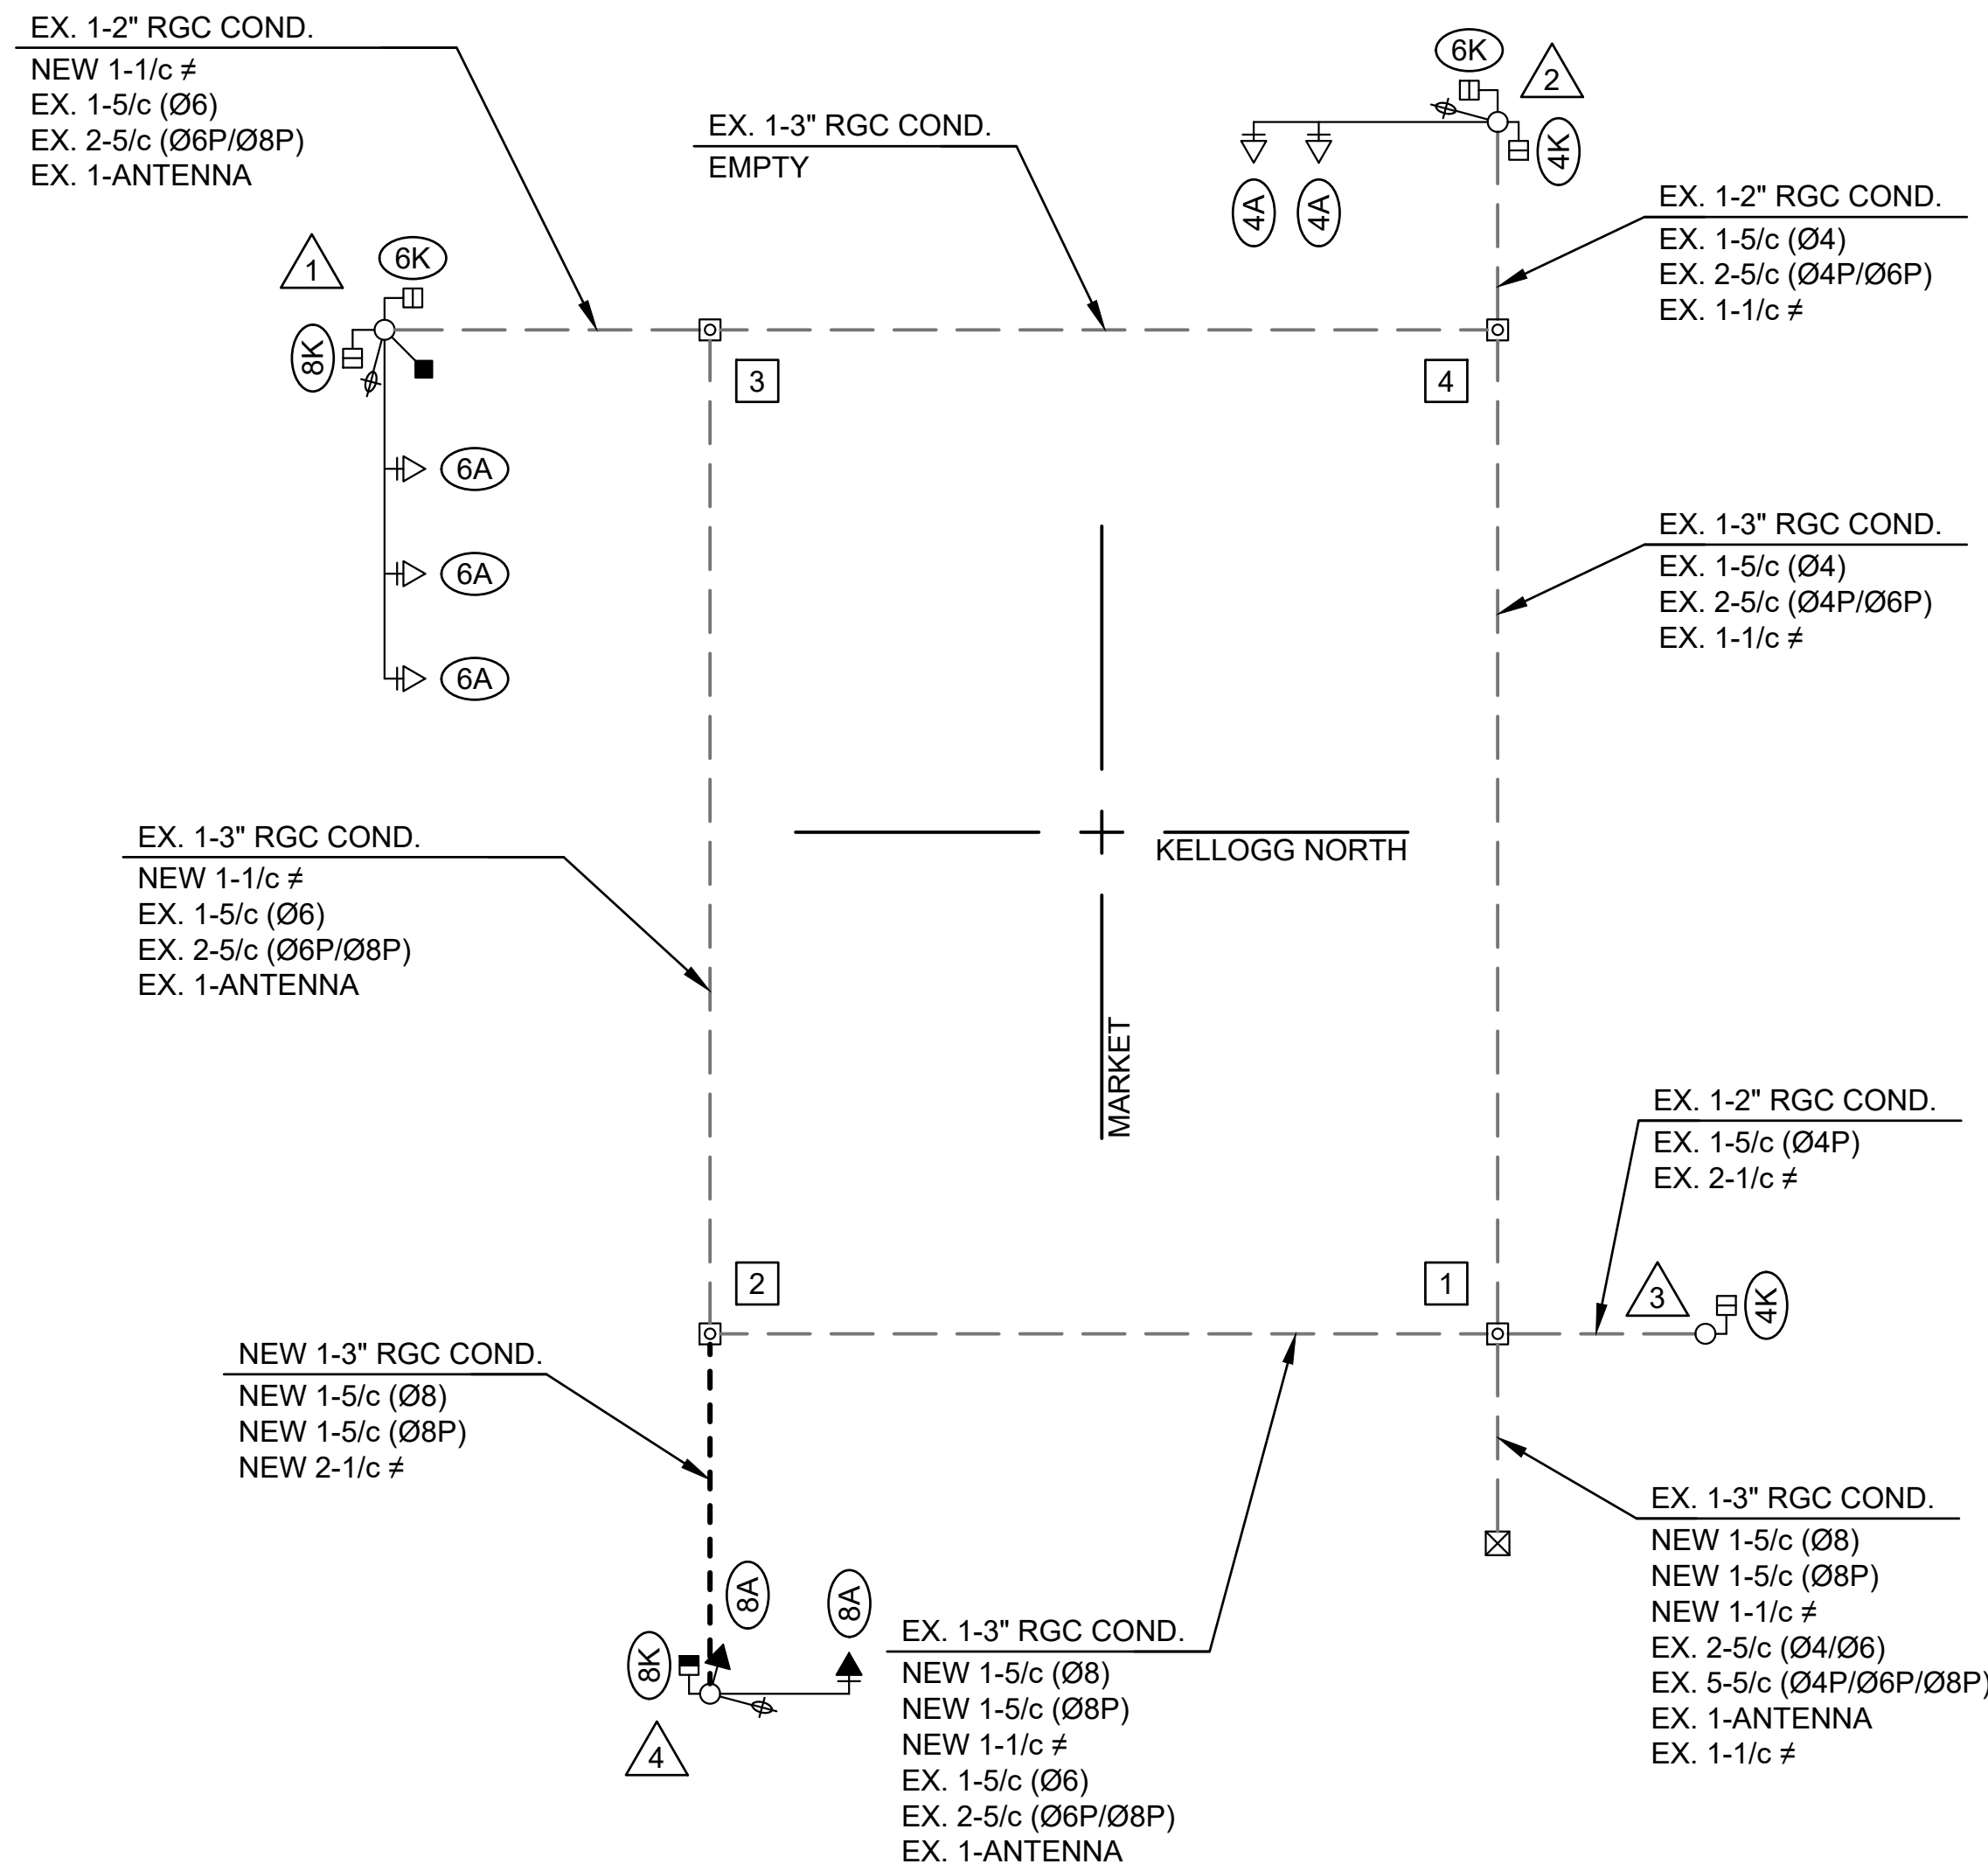 EX. 1-2" RGC COND.
NEW 1-1/c ≠
EX. 1-5/c (Ø6)
EX. 2-5/c (Ø6P/Ø8P)
EX. 1-ANTENNA
EX. 1-3" RGC COND.
EMPTY
6K
2
4K
4A
4A
EX. 1-2" RGC COND.
EX. 1-5/c (Ø4)
EX. 2-5/c (Ø4P/Ø6P)
EX. 1-1/c ≠
1
6K
8K
3
4
6A
6A
6A
EX. 1-3" RGC COND.
EX. 1-5/c (Ø4)
EX. 2-5/c (Ø4P/Ø6P)
EX. 1-1/c ≠
KELLOGG NORTH
MARKET
EX. 1-3" RGC COND.
NEW 1-1/c ≠
EX. 1-5/c (Ø6)
EX. 2-5/c (Ø6P/Ø8P)
EX. 1-ANTENNA
EX. 1-2" RGC COND.
EX. 1-5/c (Ø4P)
EX. 2-1/c ≠
2
1
3
4K
NEW 1-3" RGC COND.
NEW 1-5/c (Ø8)
NEW 1-5/c (Ø8P)
NEW 2-1/c ≠
8A
8A
8K
4
EX. 1-3" RGC COND.
NEW 1-5/c (Ø8)
NEW 1-5/c (Ø8P)
NEW 1-1/c ≠
EX. 1-5/c (Ø6)
EX. 2-5/c (Ø6P/Ø8P)
EX. 1-ANTENNA
EX. 1-3" RGC COND.
NEW 1-5/c (Ø8)
NEW 1-5/c (Ø8P)
NEW 1-1/c ≠
EX. 2-5/c (Ø4/Ø6)
EX. 5-5/c (Ø4P/Ø6P/Ø8P)
EX. 1-ANTENNA
EX. 1-1/c ≠